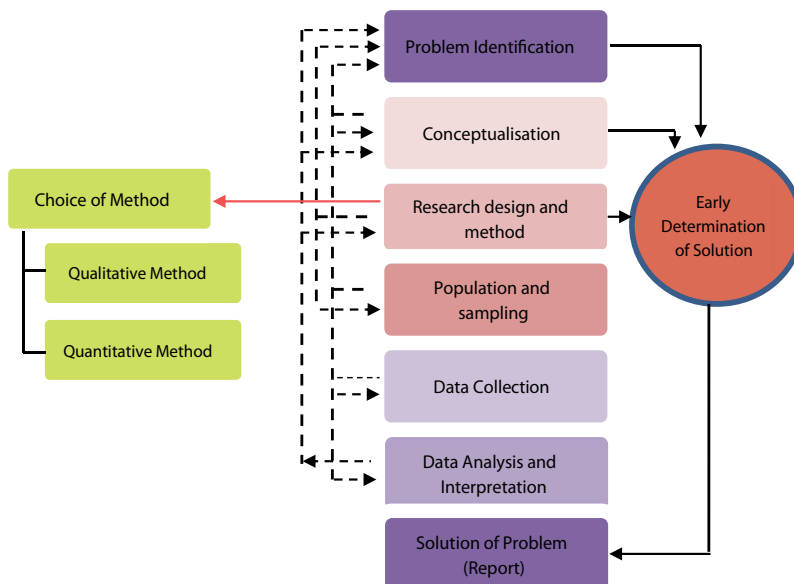 Problem Identification
Conceptualisation
Choice of Method
Research design and
method
Early
Determination
of Solution
Qualitative Method
Population and
sampling
Quantitative Method
Data Collection
Data Analysis and
Interpretation
Solution of Problem
(Report)